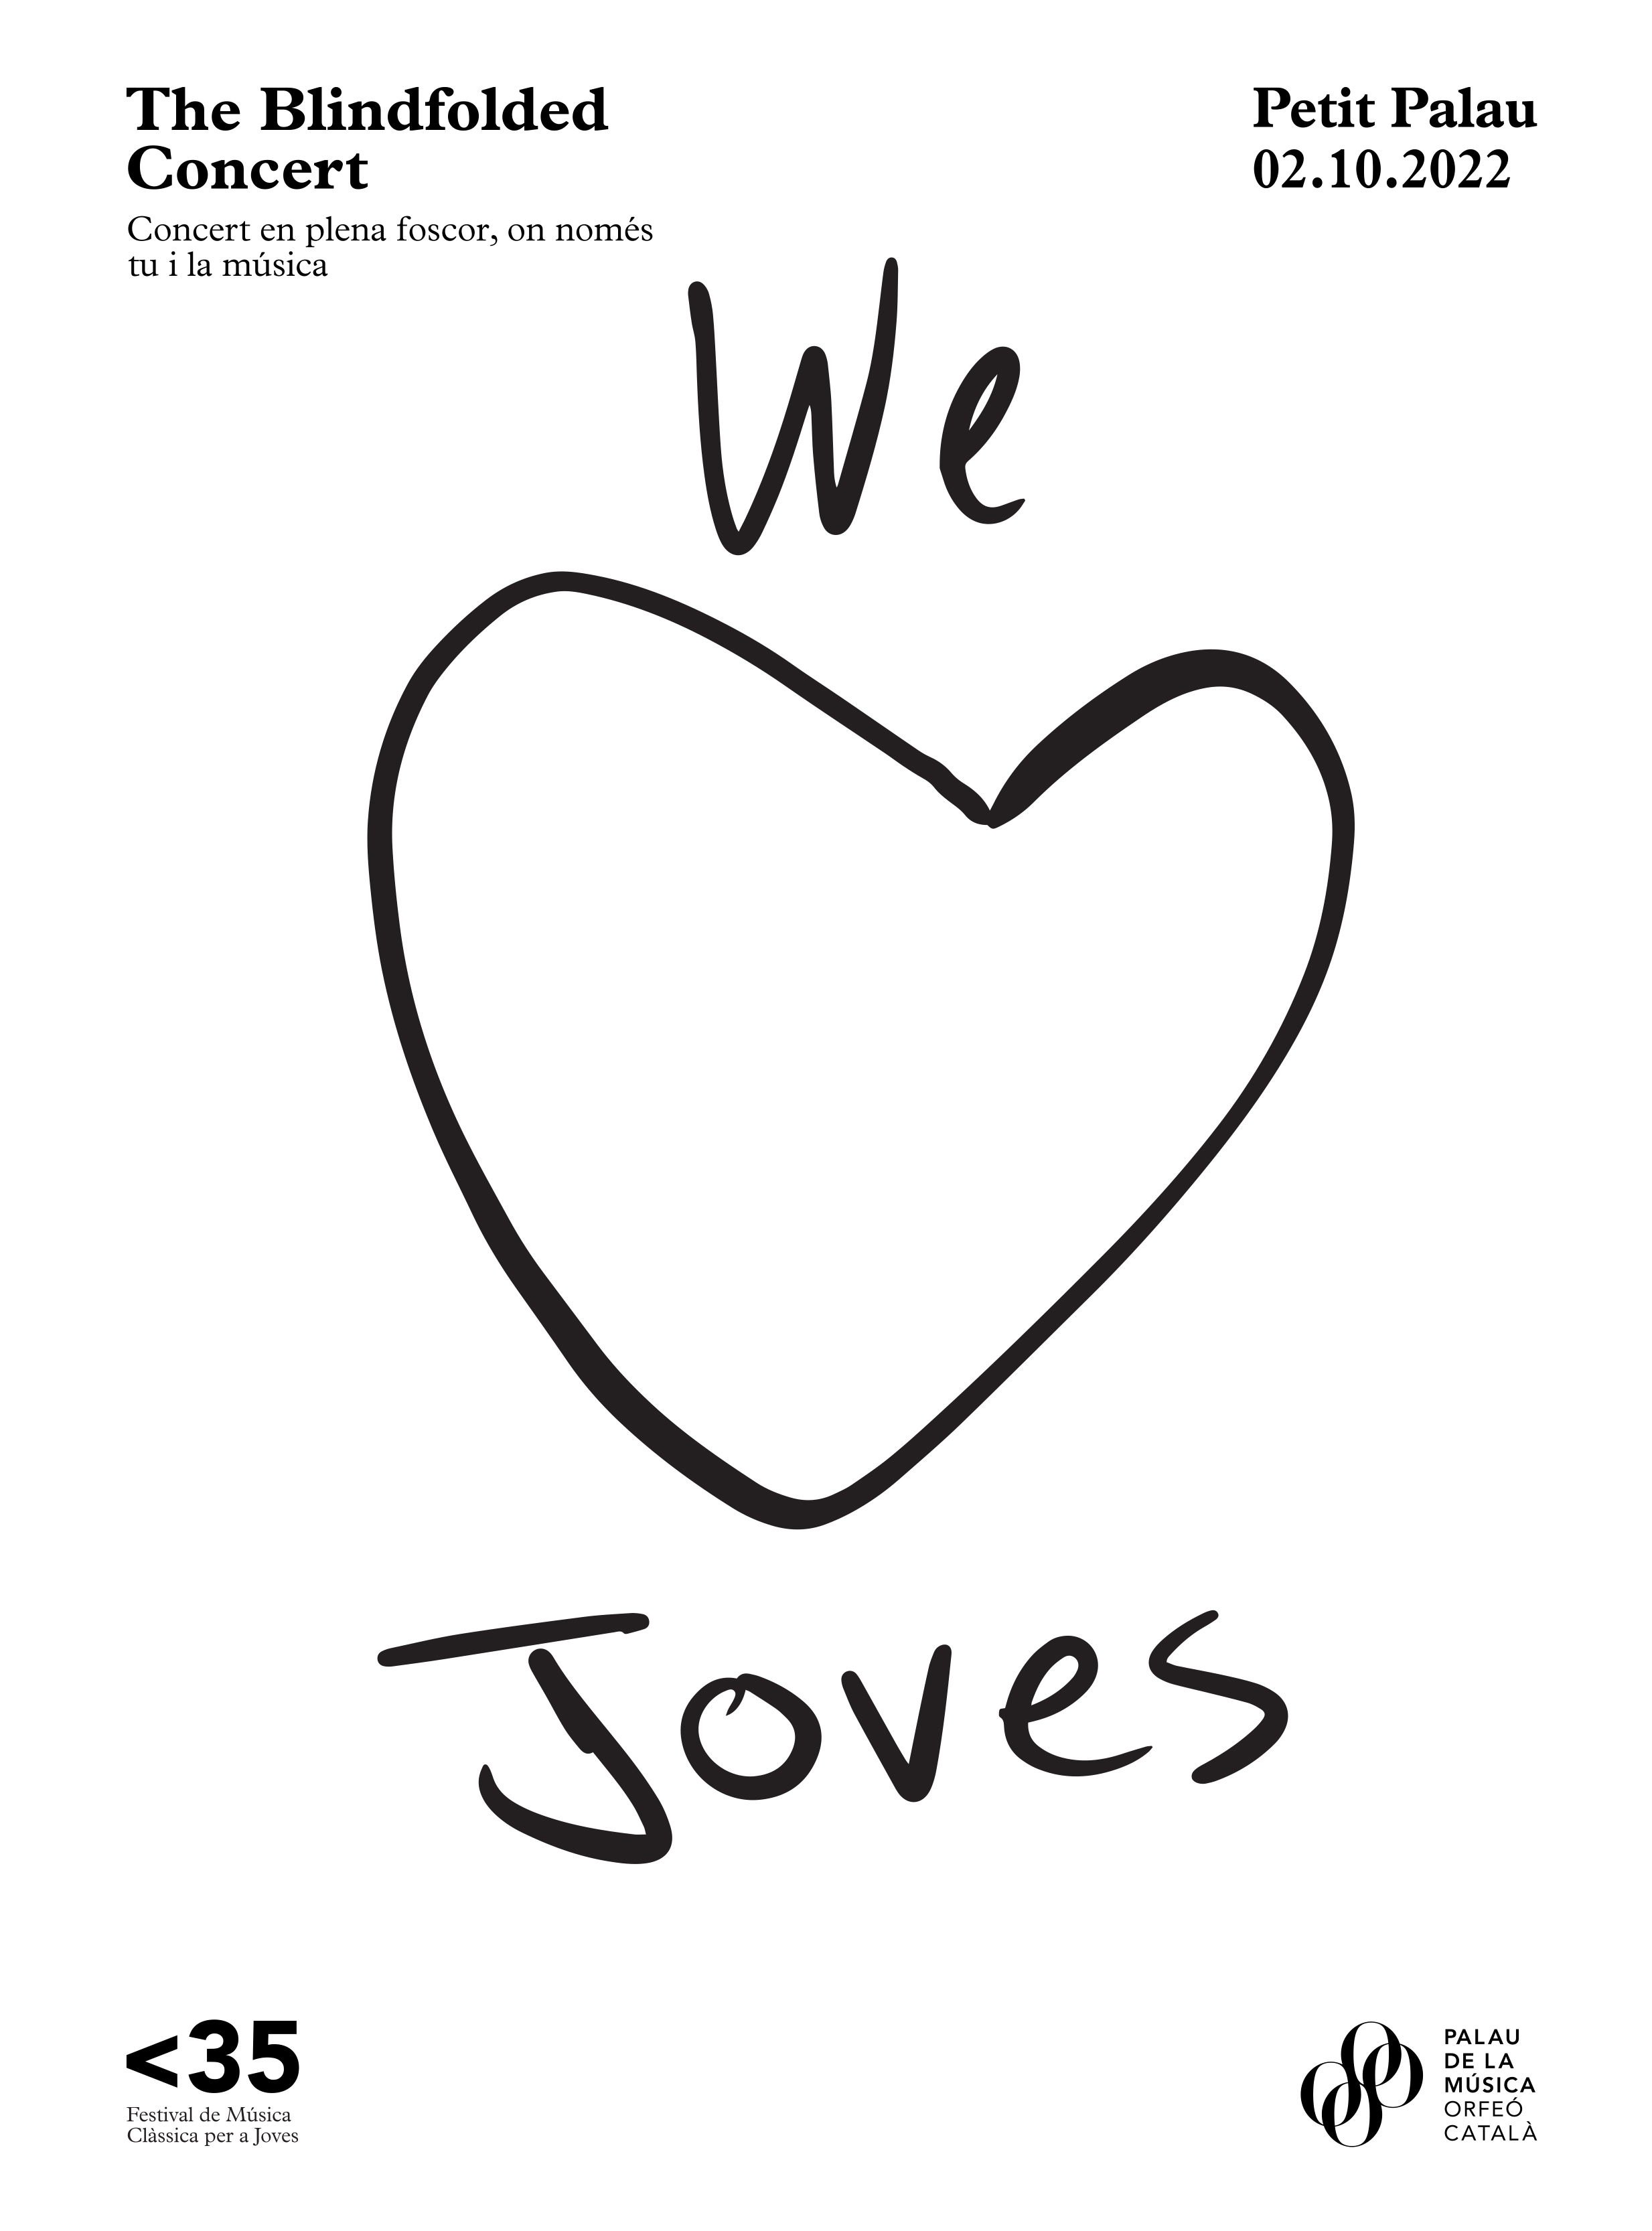 The Blindfolded
Concert
Concert en plena foscor, on només
tu i la música
Petit Palau
02.10.2022
We
Joves
<35
Festival de Música
Clàssica per a Joves
PALAU
DE LA
MÚSICA
ORFEÓ
CATALÀ